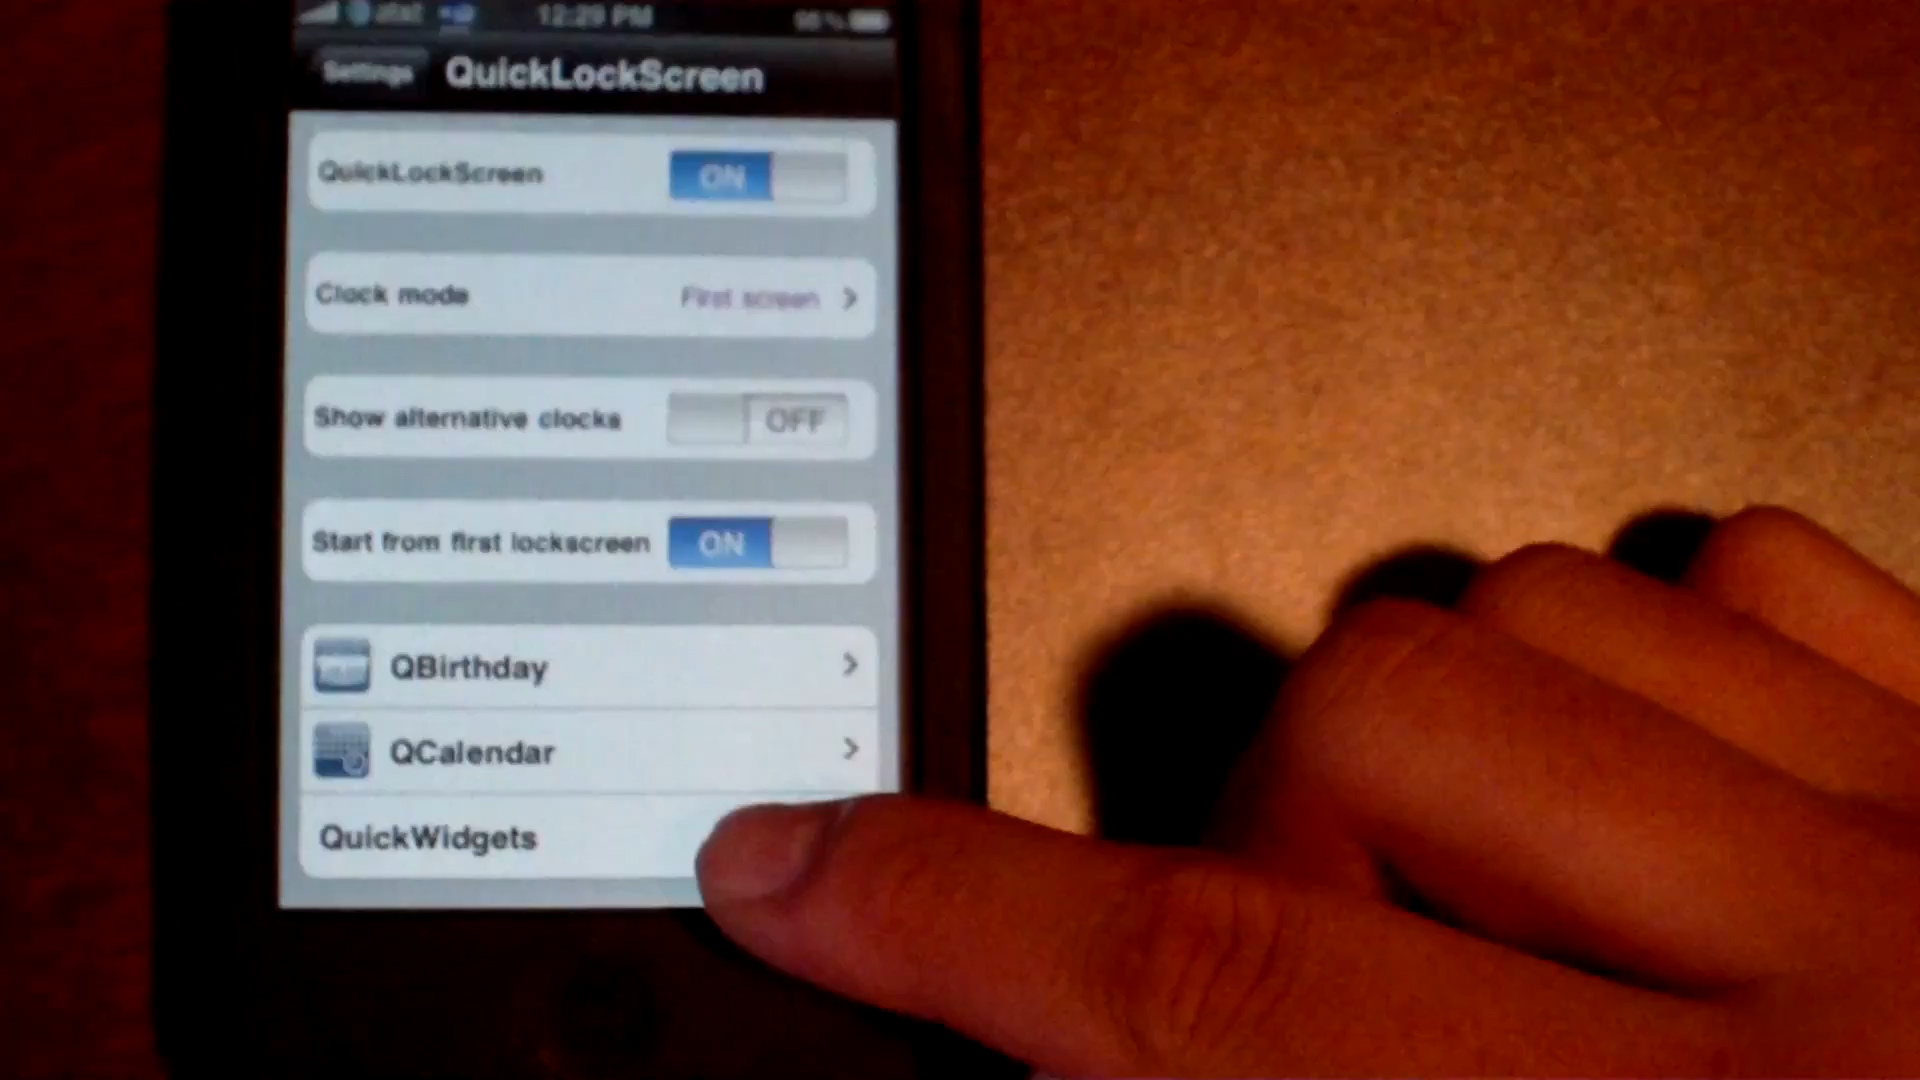 12:29 PM
Settings
QuickLockScreen
QuickLockScreen
ON
Clock mode
First screen
Show alternative clocks
OFF
Start from first lockscreen
ON
QBirthday
QCalendar
QuickWidgets